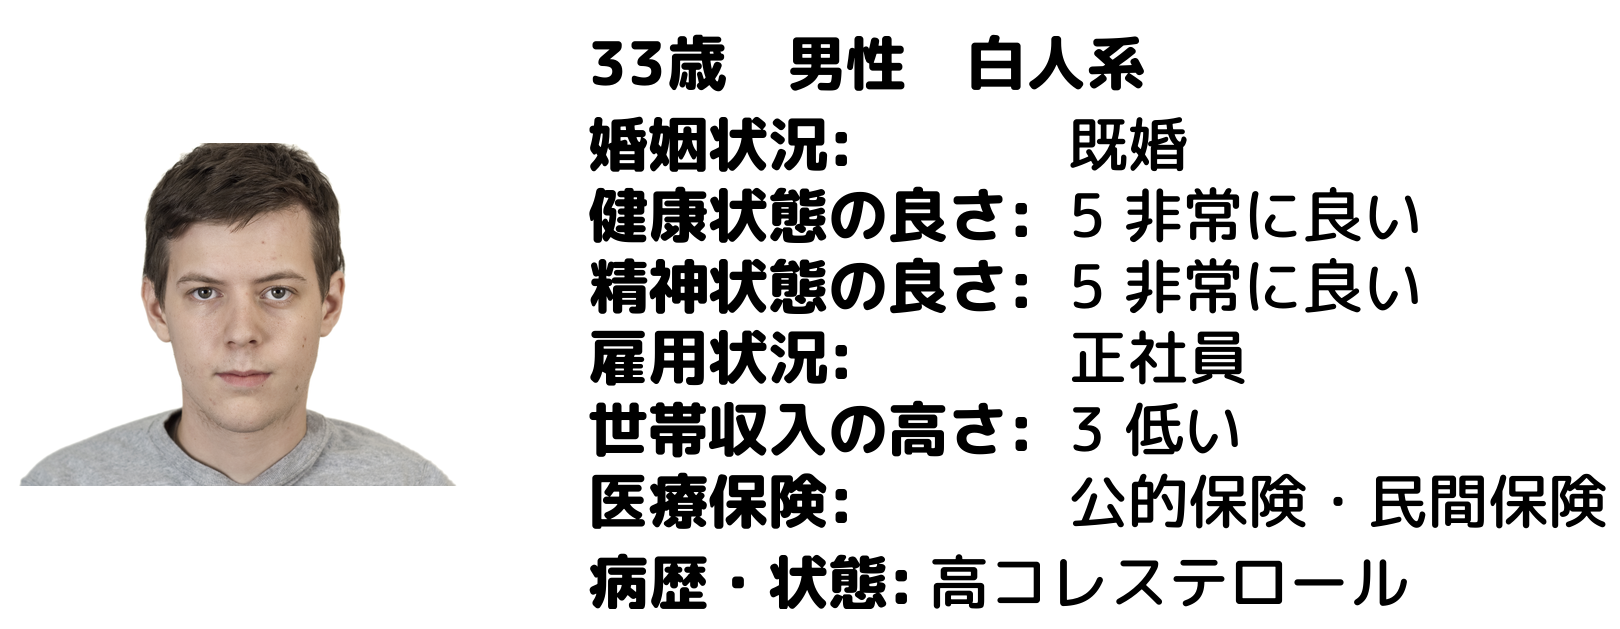 33歳　男性　白人系
婚姻状況: 既婚
健康状態の良さ: 5 非常に良い
精神状態の良さ: 5 非常に良い
雇用状況: 正社員
世帯収入の高さ: 3 低い
医療保険: 公的保険・民間保険
病歴・状態: 高コレステロール